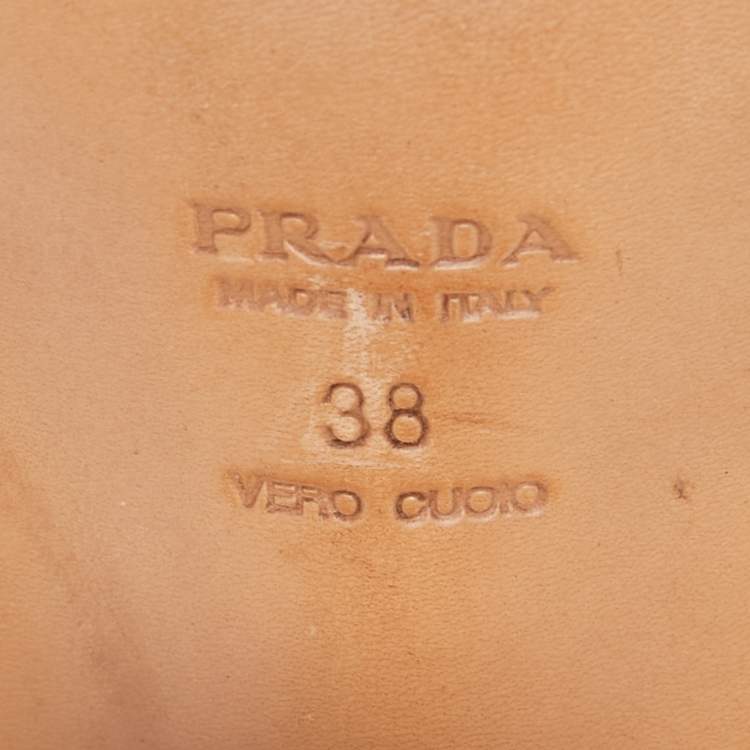 PRADA
MADE IN ITALY
38
VERO CUOIO